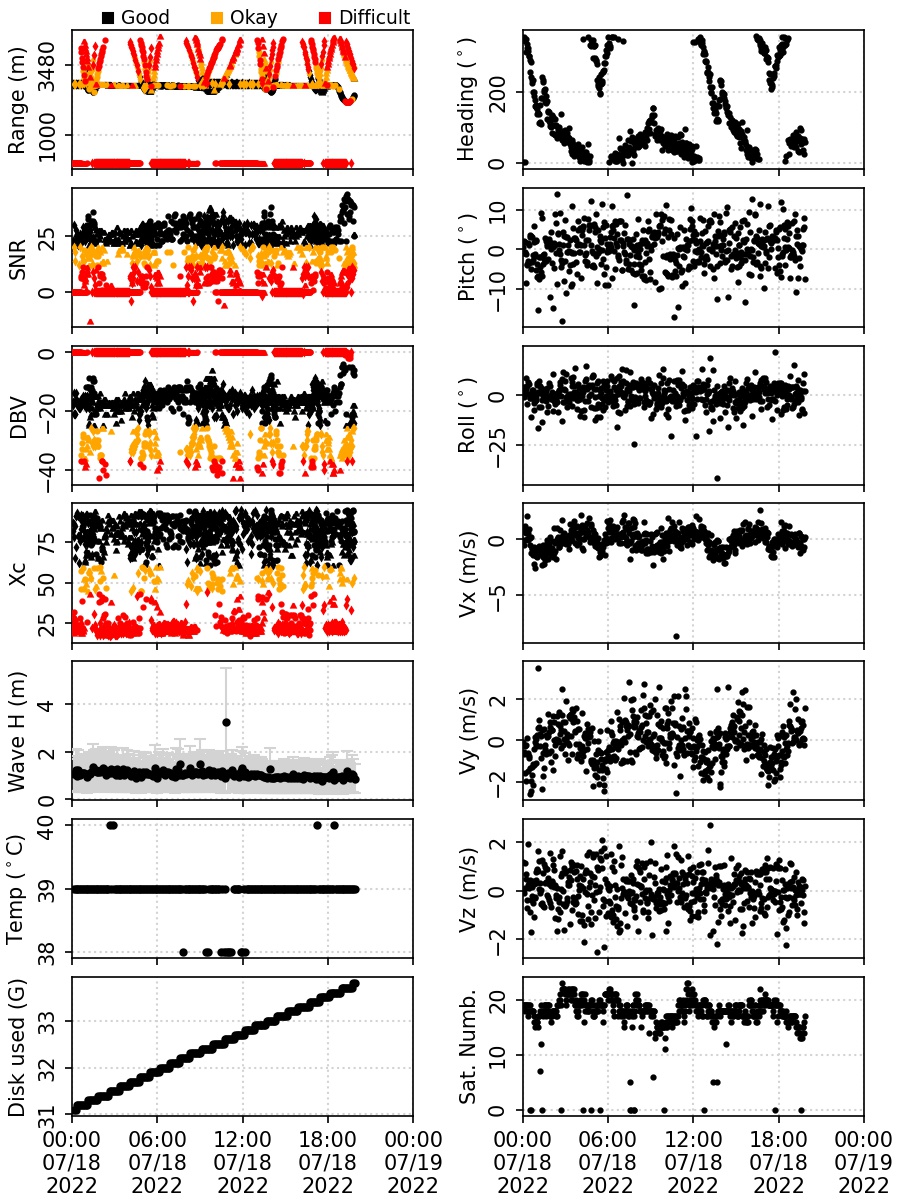 Good Okay Difficult
Range (m)
3480
1000
Heading (°)
200
0
SNR
25
0
Pitch (°)
10
0
−10
DBV
0
−20
−40
Roll (°)
0
−25
Xc
75
50
25
Vx (m/s)
0
−5
Wave H (m)
4
2
0
Vy (m/s)
2
0
−2
Temp (°C)
40
39
38
Vz (m/s)
2
0
−2
Disk used (G)
33
32
31
Sat. Numb.
20
10
0
00:00 06:00 12:00 18:00 00:00
07/18 07/18 07/18 07/18 07/19
2022 2022 2022 2022 2022
00:00 06:00 12:00 18:00 00:00
07/18 07/18 07/18 07/18 07/19
2022 2022 2022 2022 2022